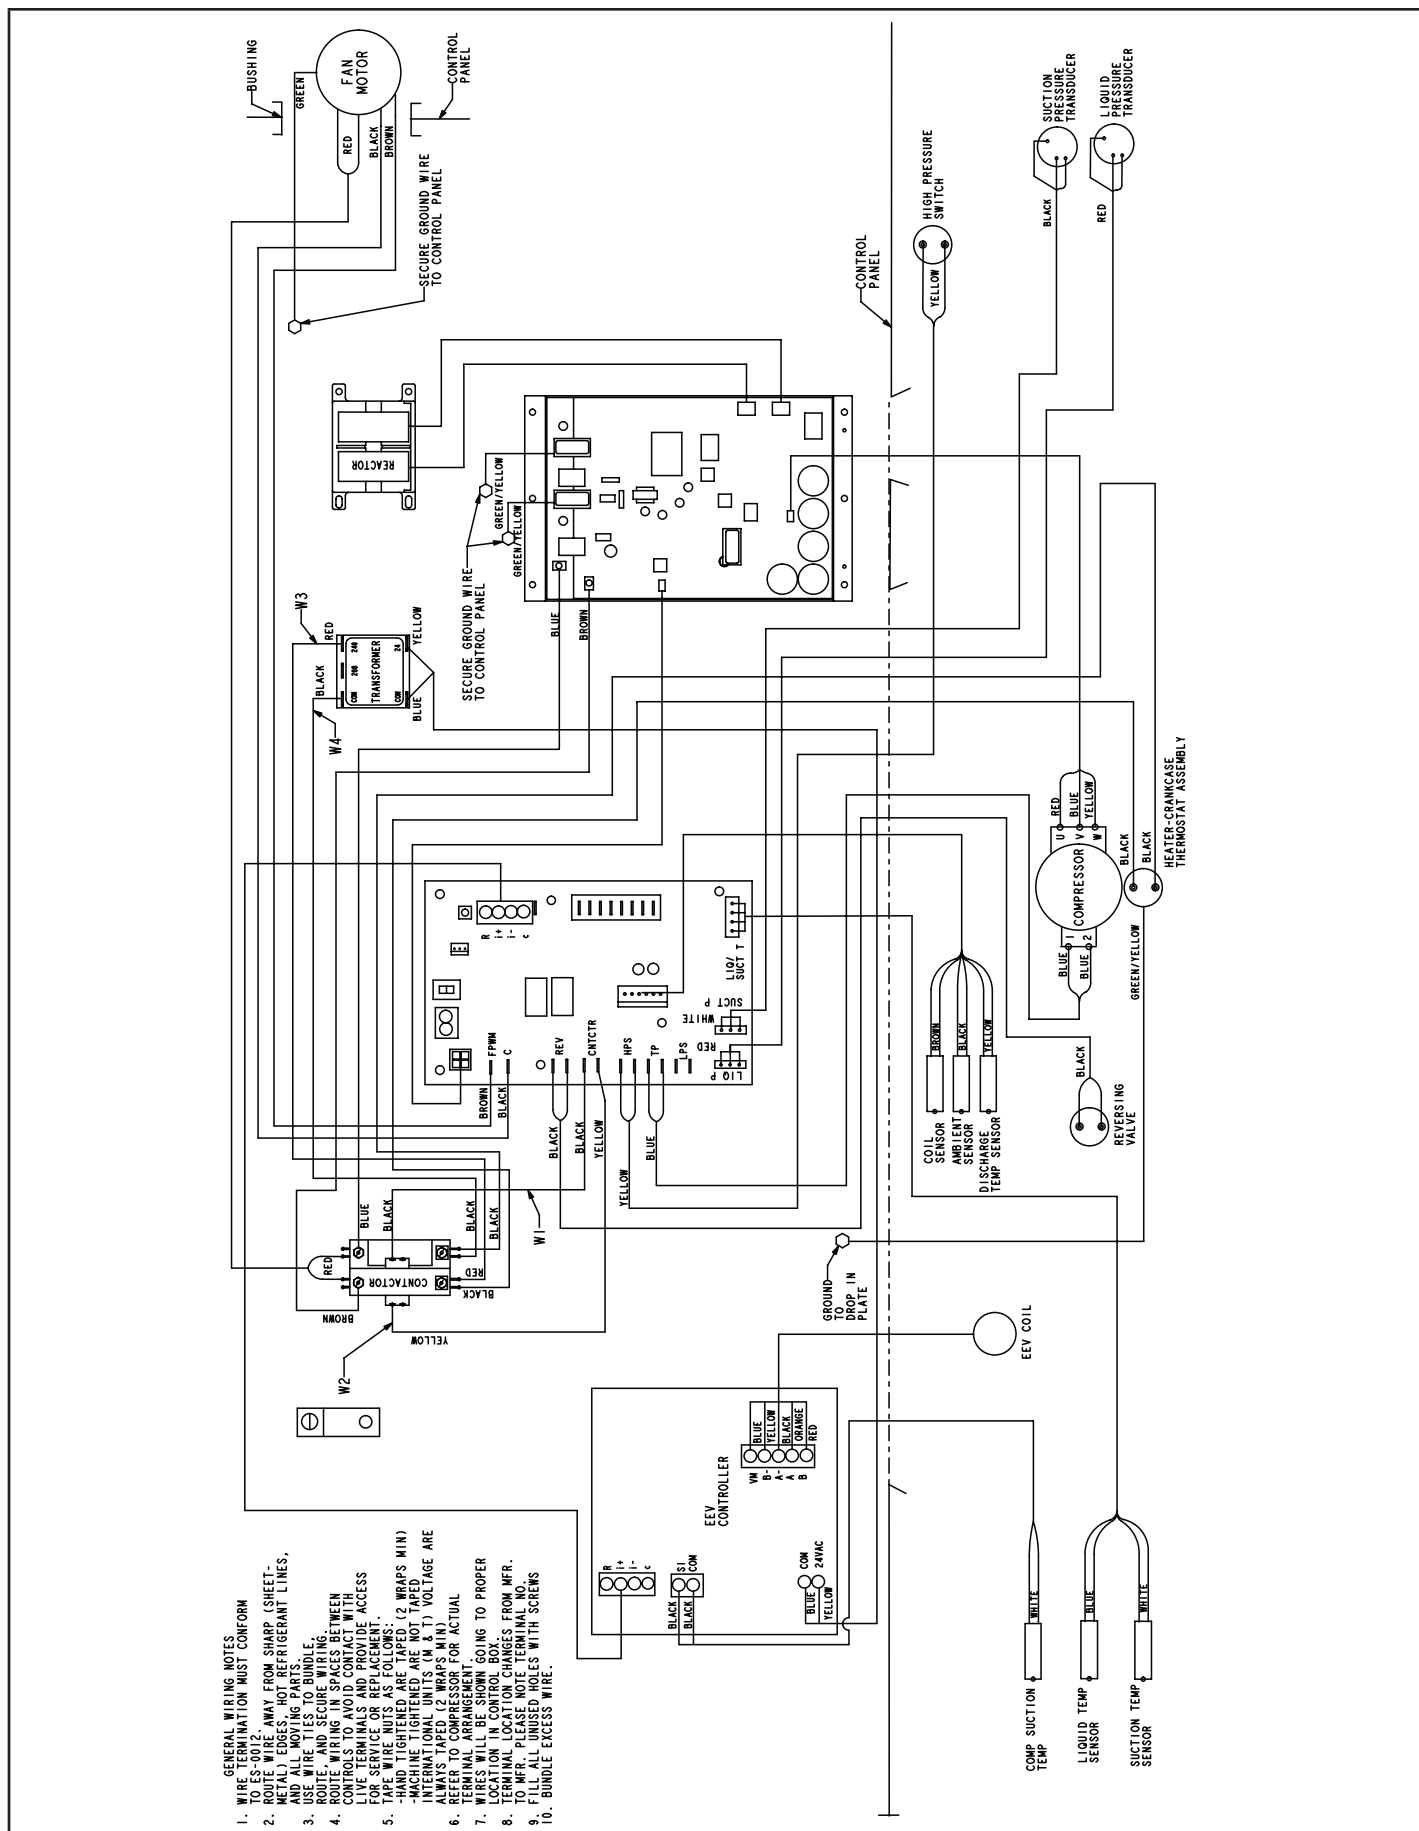 GENERAL WIRING NOTES
1. WIRE TERMINATION MUST CONFORM
TO ES-0012.
2. ROUTE WIRE AWAY FROM SHARP (SHEET-
METAL) EDGES, HOT REFRIGERANT LINES,
AND ALL MOVING PARTS.
3. USE WIRE TIES TO BUNDLE,
ROUTE, AND SECURE WIRING.
4. ROUTE WIRING IN SPACES BETWEEN
CONTROLS TO AVOID CONTACT WITH
LIVE TERMINALS AND PROVIDE ACCESS
FOR SERVICE OR REPLACEMENT.
5. TAPE WIRE NUTS AS FOLLOWS:
-HAND TIGHTENED ARE TAPED (2 WRAPS MIN)
-MACHINE TIGHTENED ARE NOT TAPED
INTERNATIONAL UNITS (M & T) VOLTAGE ARE
ALWAYS TAPED (2 WRAPS MIN)
6. REFER TO COMPRESSOR FOR ACTUAL
TERMINAL ARRANGEMENT.
7. WIRES WILL BE SHOWN GOING TO PROPER
LOCATION IN CONTROL BOX.
8. TERMINAL LOCATION CHANGES FROM MFR.
TO MFR. PLEASE NOTE TERMINAL NO.
9. FILL ALL UNUSED HOLES WITH SCREWS
10. BUNDLE EXCESS WIRE.
W2
BROWN
RED
CONTACTOR
YELLOW
BLUE
BLACK
BLACK
BLACK
RED
BLACK
W1
W4
W3
BLACK
RED
COM
208
240
TRANSFORMER
COM
24
BLUE
YELLOW
REACTOR
BUSHING
GREEN
FAN
MOTOR
RED
BLACK
BROWN
CONTROL
PANEL
SECURE GROUND WIRE
TO CONTROL PANEL
SECURE GROUND WIRE
TO CONTROL PANEL
GREEN/YELLOW
GREEN/YELLOW
BLUE
BROWN
R
i+
i-
c
BROWN
BLACK
FPWM
C
BLACK
BLACK
YELLOW
REV
CNTCTR
YELLOW
BLUE
HPS
TP
LPS
LIQ P
RED
WHITE
SUCT P
LIQ/
SUCT T
EEV
CONTROLLER
R
i+
i-
c
SI
COM
BLACK
BLACK
COM
24VAC
BLUE
YELLOW
VM
B-
A-
A
B
BLUE
YELLOW
BLACK
ORANGE
RED
GROUND
TO
DROP IN
PLATE
EEV COIL
CONTROL
PANEL
HIGH PRESSURE
SWITCH
YELLOW
SUCTION
PRESSURE
TRANSDUCER
BLACK
LIQUID
PRESSURE
TRANSDUCER
RED
COIL
SENSOR
BROWN
AMBIENT
SENSOR
BLACK
DISCHARGE
TEMP SENSOR
YELLOW
REVERSING
VALVE
BLACK
COMPRESSOR
1
2
BLUE
BLUE
U
V
W
RED
BLUE
YELLOW
BLACK
BLACK
GREEN/YELLOW
HEATER-CRANKCASE
THERMOSTAT ASSEMBLY
COMP SUCTION
TEMP
WHITE
LIQUID TEMP
SENSOR
BLUE
SUCTION TEMP
SENSOR
WHITE